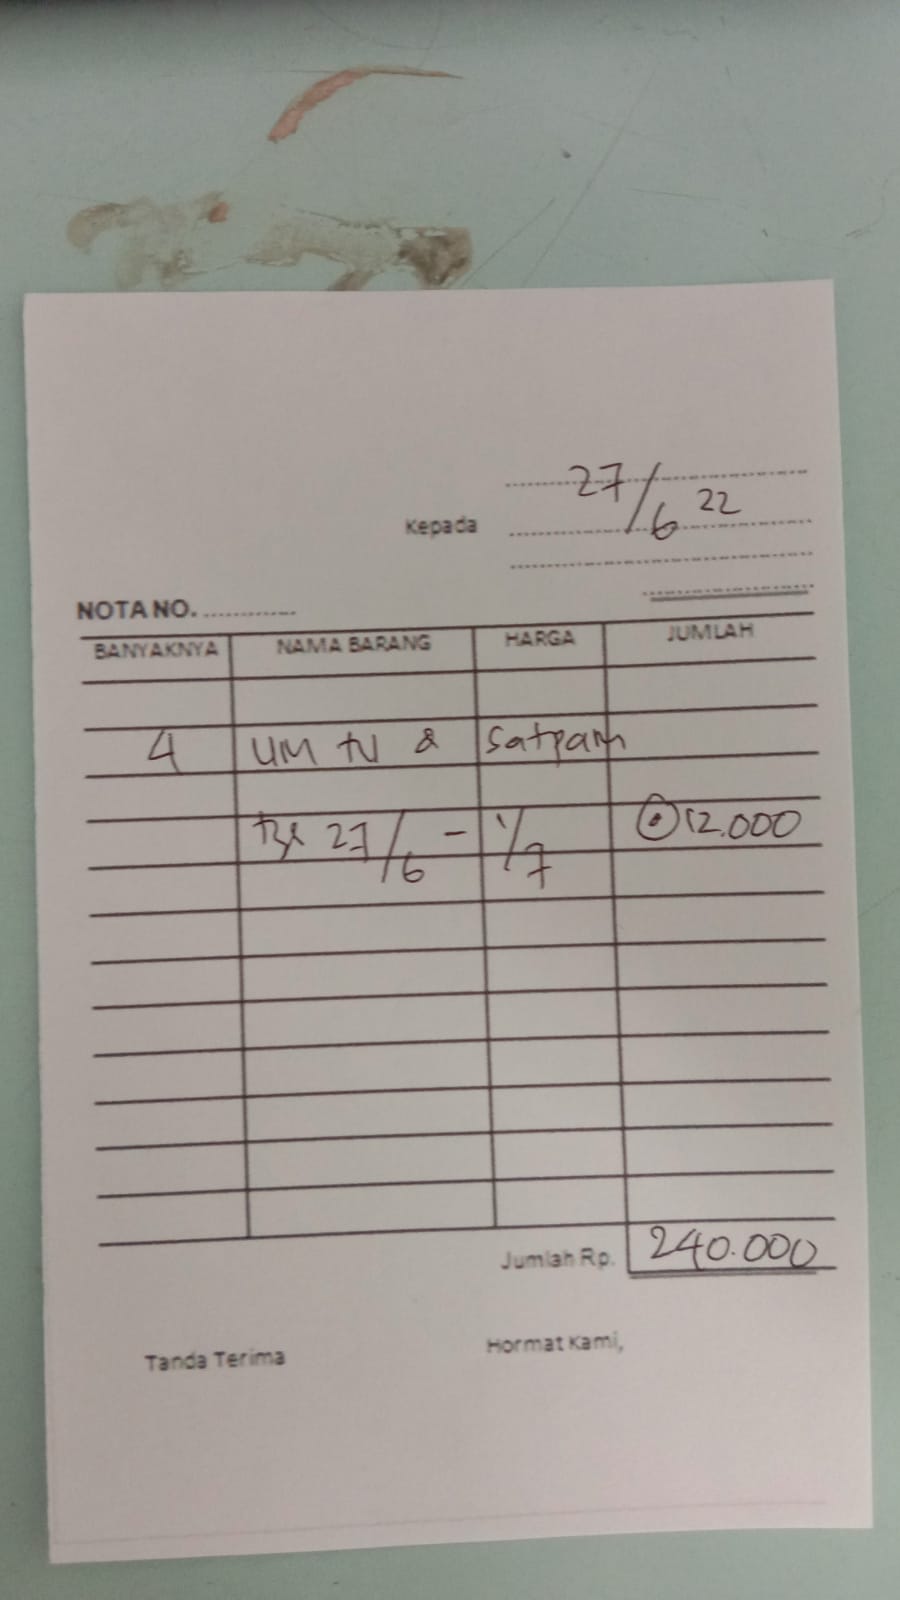 27/6 22
Kepada
NOTA NO. .............
BANYAKNYA NAMA BARANG HARGA JUMLAH
4 UM TU & Satpam
27/6 - 1/7 @12.000
Jumlah Rp. 240.000
Tanda Terima Hormat Kami,